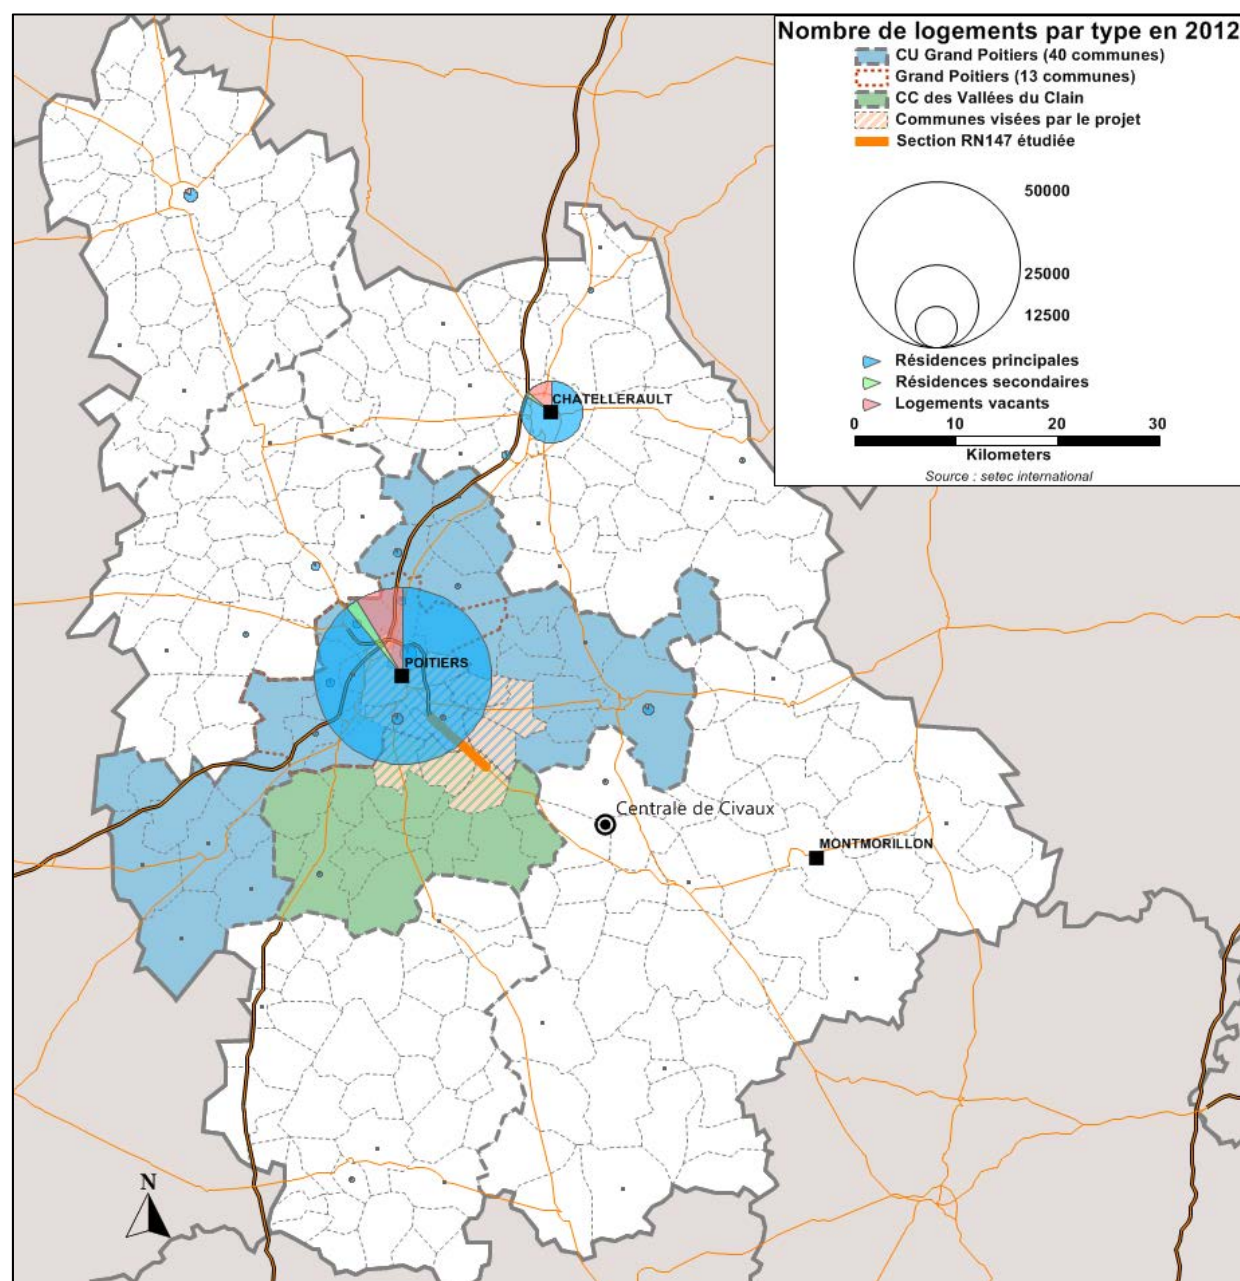 Nombre de logements par type en 2012
CU Grand Poitiers (40 communes)
Grand Poitiers (13 communes)
CC des Vallées du Clain
Communes visées par le projet
Section RN147 étudiée
50000
25000
12500
Résidences principales
Résidences secondaires
Logements vacants
0 10 20 30
Kilometers
Source : setec international
CHATELLERAULT
POITIERS
Centrale de Civaux
MONTMORILLON
N